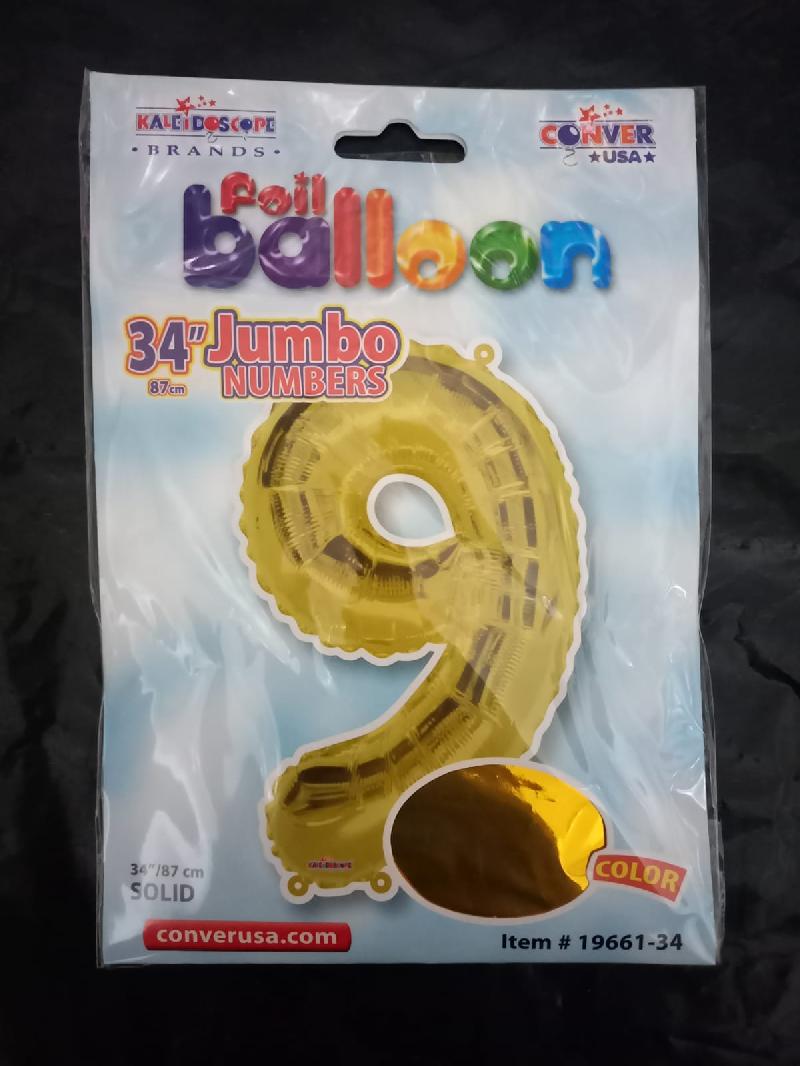 KALEIDOSCOPE
• BRANDS •
CONVER
★USA★
Foil
balloon
34" Jumbo
87cm NUMBERS
KALEIDOSCOPE
34"/87 cm
SOLID
COLOR
converusa.com
Item # 19661-34